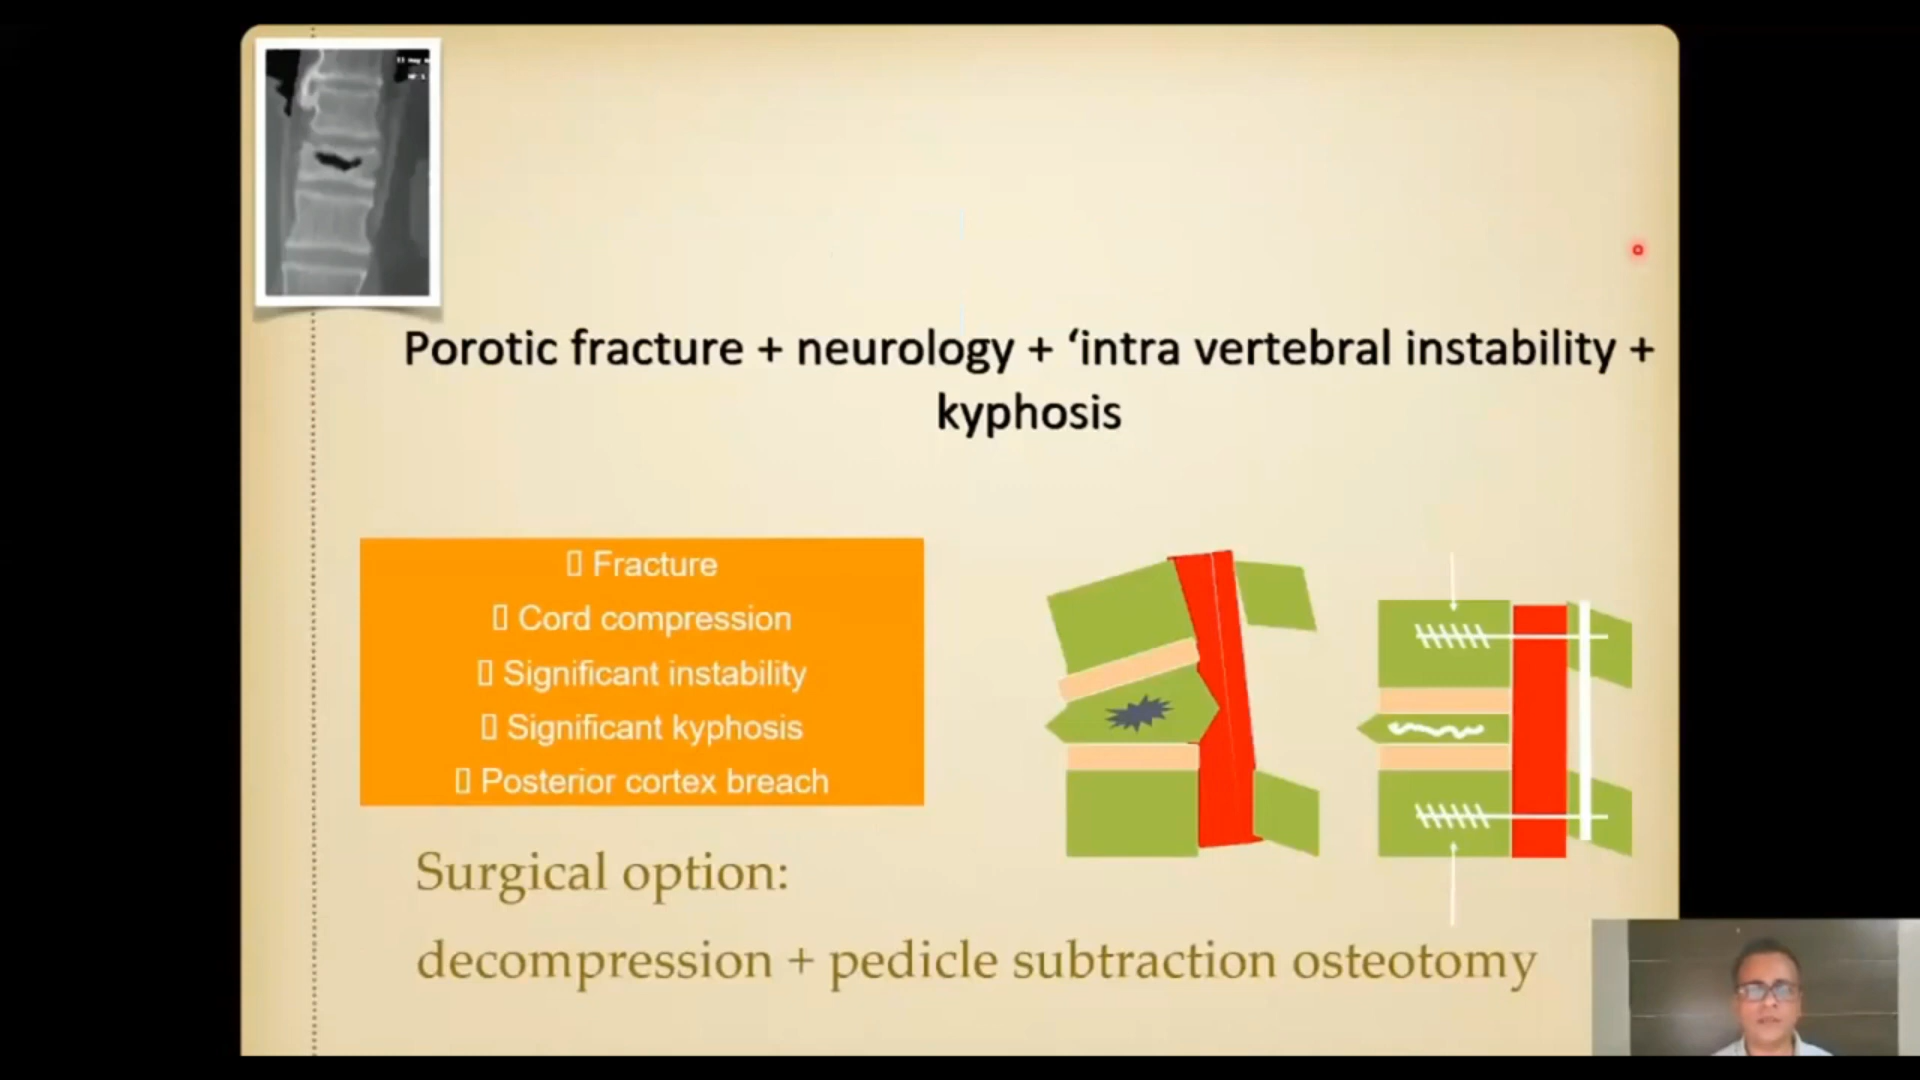 Porotic fracture + neurology + ‘intra vertebral instability +
kyphosis
Fracture
Cord compression
Significant instability
Significant kyphosis
Posterior cortex breach
Surgical option:
decompression + pedicle subtraction osteotomy